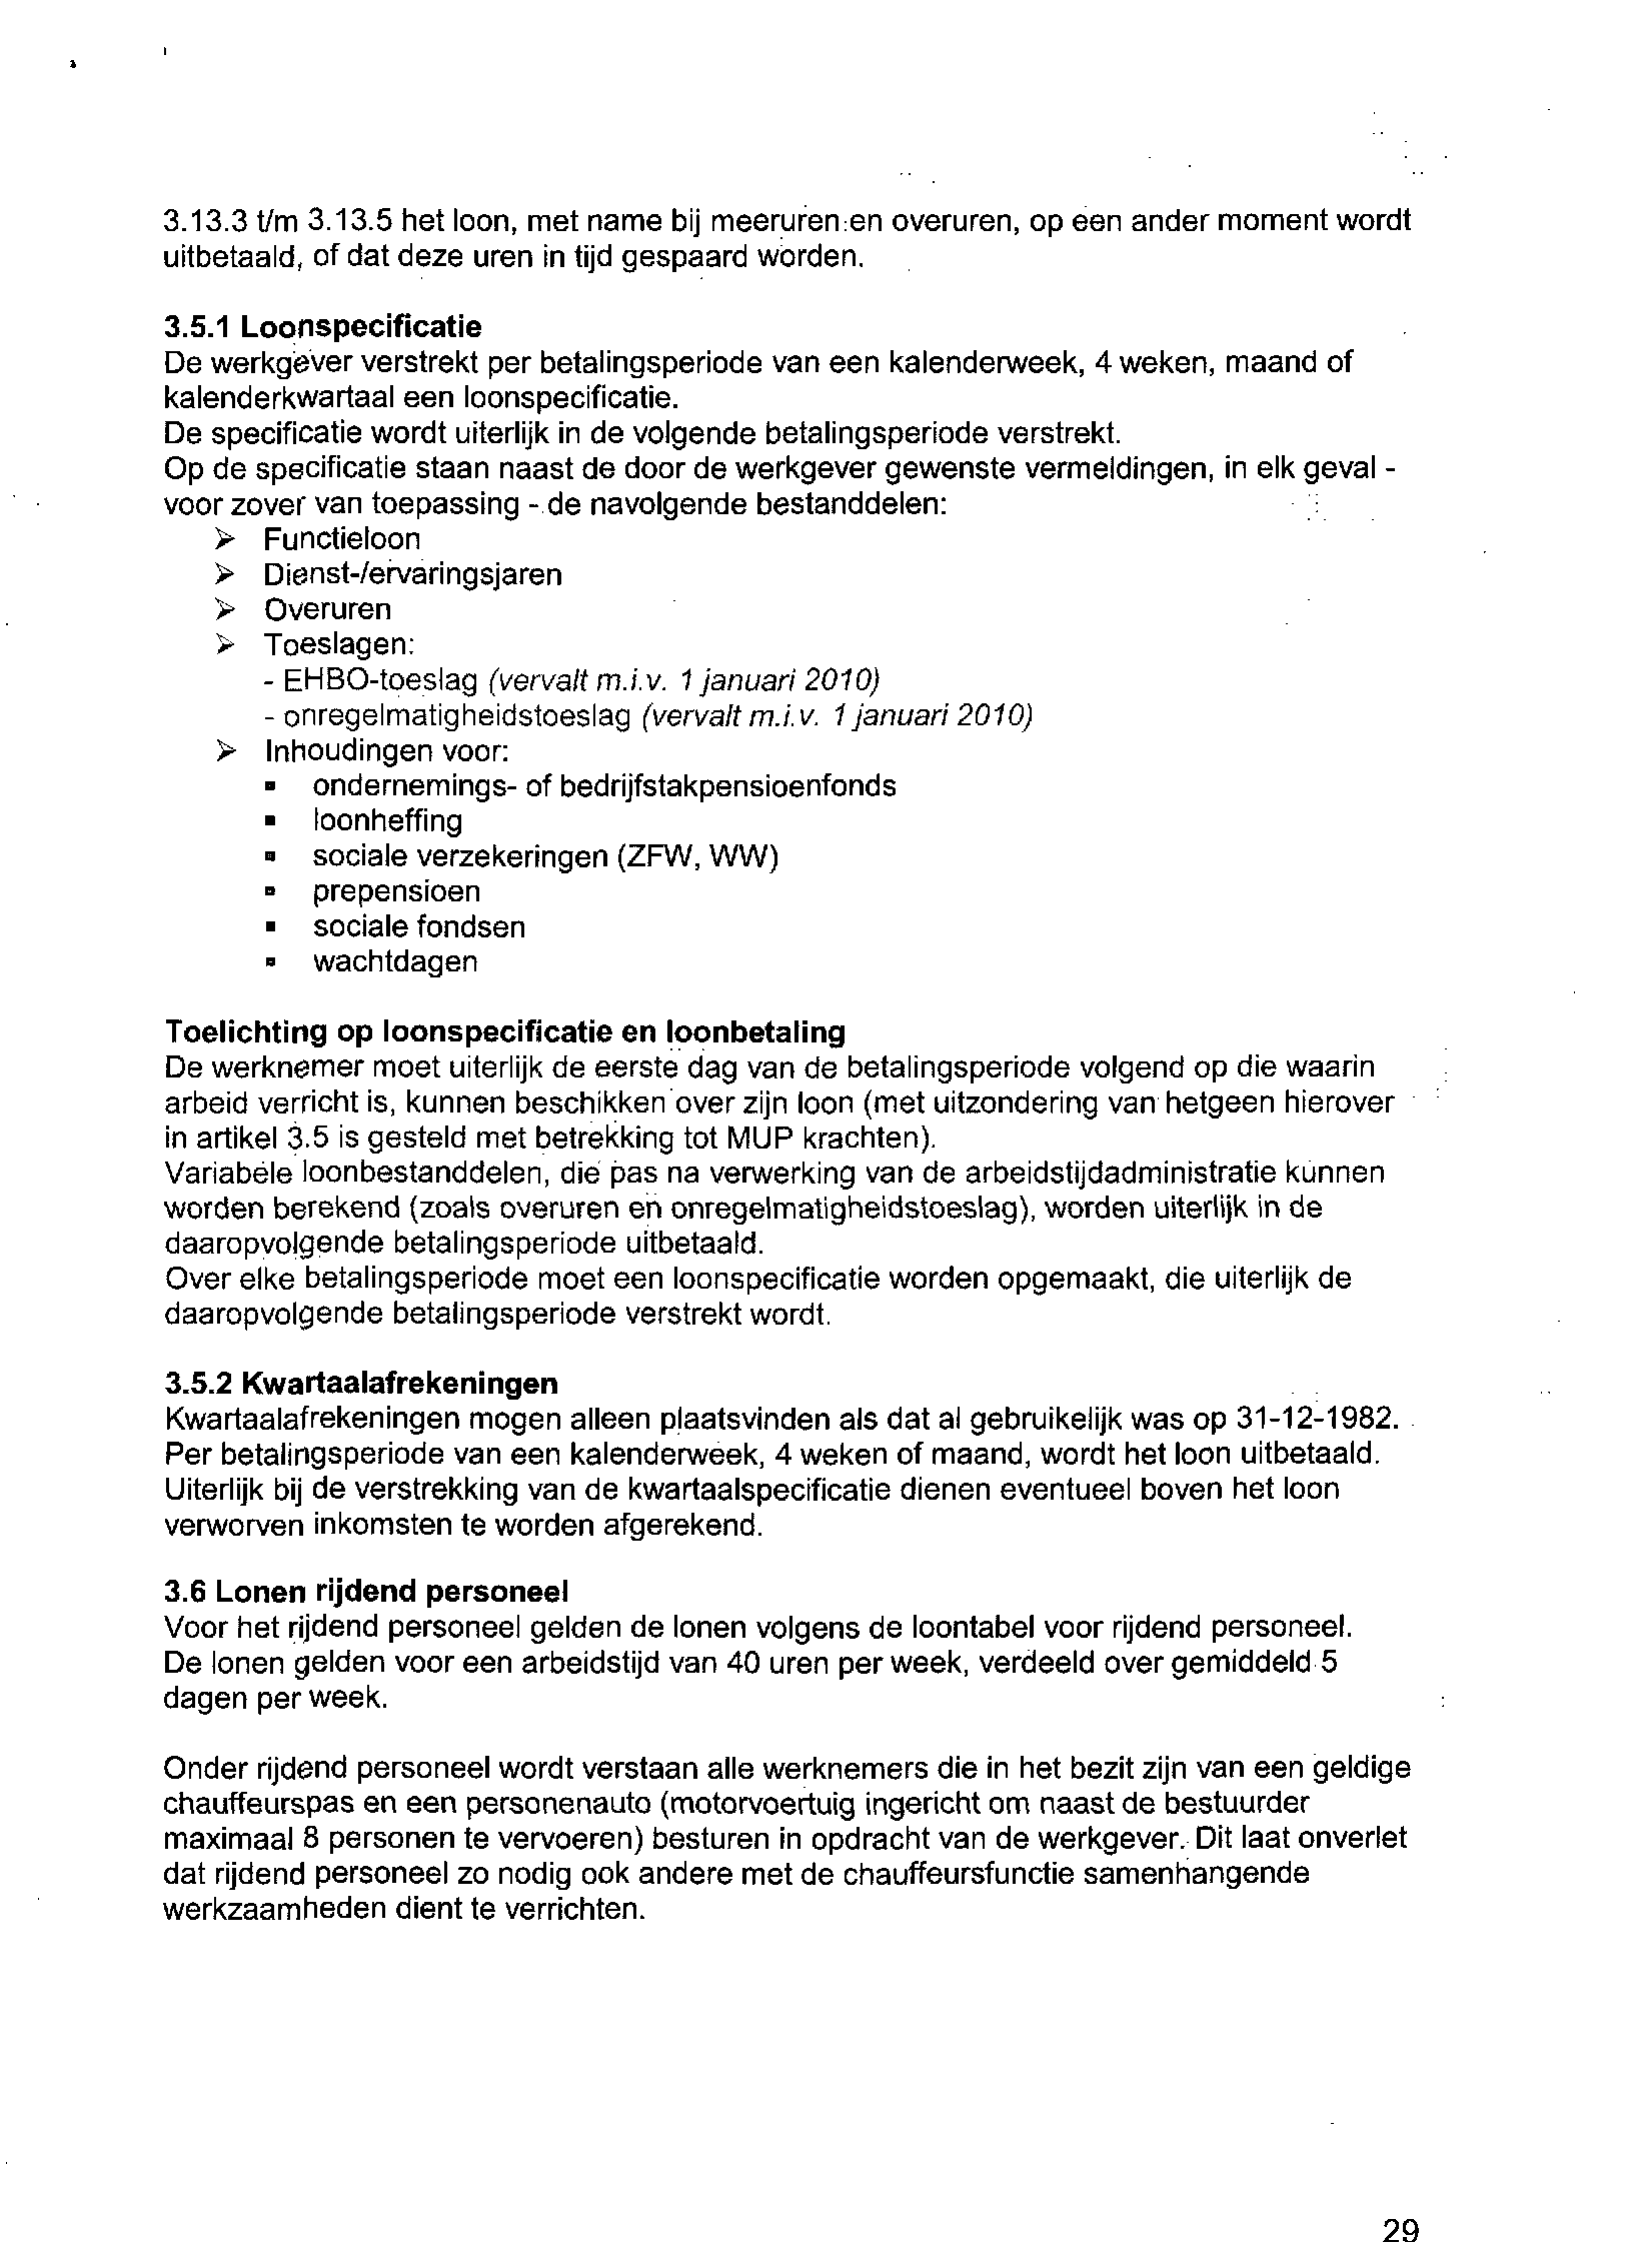 3.13.3 t/m 3.13.5 het loon, met name bij meeruren en overuren, op een ander moment wordt
uitbetaald, of dat deze uren in tijd gespaard worden.
3.5.1 Loonspecificatie
De werkgever verstrekt per betalingsperiode van een kalenderweek, 4 weken, maand of
kalenderkwartaal een loonspecificatie.
De specificatie wordt uiterlijk in de volgende betalingsperiode verstrekt.
Op de specificatie staan naast de door de werkgever gewenste vermeldingen, in elk geval -
voor zover van toepassing - de navolgende bestanddelen:
➢ Functieloon
➢ Dienst-/ervaringsjaren
➢ Overuren
➢ Toeslagen:
- EHBO-toeslag (vervalt m.i.v. 1 januari 2010)
- onregelmatigheidstoeslag (vervalt m.i.v. 1 januari 2010)
➢ Inhoudingen voor:
▪ ondernemings- of bedrijfstakpensioenfonds
▪ loonheffing
▪ sociale verzekeringen (ZFW, WW)
▪ prepensioen
▪ sociale fondsen
▪ wachtdagen
Toelichting op loonspecificatie en loonbetaling
De werknemer moet uiterlijk de eerste dag van de betalingsperiode volgend op die waarin
arbeid verricht is, kunnen beschikken over zijn loon (met uitzondering van hetgeen hierover
in artikel 3.5 is gesteld met betrekking tot MUP krachten).
Variabele loonbestanddelen, die pas na verwerking van de arbeidstijdadministratie kunnen
worden berekend (zoals overuren en onregelmatigheidstoeslag), worden uiterlijk in de
daaropvolgende betalingsperiode uitbetaald.
Over elke betalingsperiode moet een loonspecificatie worden opgemaakt, die uiterlijk de
daaropvolgende betalingsperiode verstrekt wordt.
3.5.2 Kwartaalafrekeningen
Kwartaalafrekeningen mogen alleen plaatsvinden als dat al gebruikelijk was op 31-12-1982.
Per betalingsperiode van een kalenderweek, 4 weken of maand, wordt het loon uitbetaald.
Uiterlijk bij de verstrekking van de kwartaalspecificatie dienen eventueel boven het loon
verworven inkomsten te worden afgerekend.
3.6 Lonen rijdend personeel
Voor het rijdend personeel gelden de lonen volgens de loontabel voor rijdend personeel.
De lonen gelden voor een arbeidstijd van 40 uren per week, verdeeld over gemiddeld 5
dagen per week.
Onder rijdend personeel wordt verstaan alle werknemers die in het bezit zijn van een geldige
chauffeurspas en een personenauto (motorvoertuig ingericht om naast de bestuurder
maximaal 8 personen te vervoeren) besturen in opdracht van de werkgever. Dit laat onverlet
dat rijdend personeel zo nodig ook andere met de chauffeursfunctie samenhangende
werkzaamheden dient te verrichten.
29